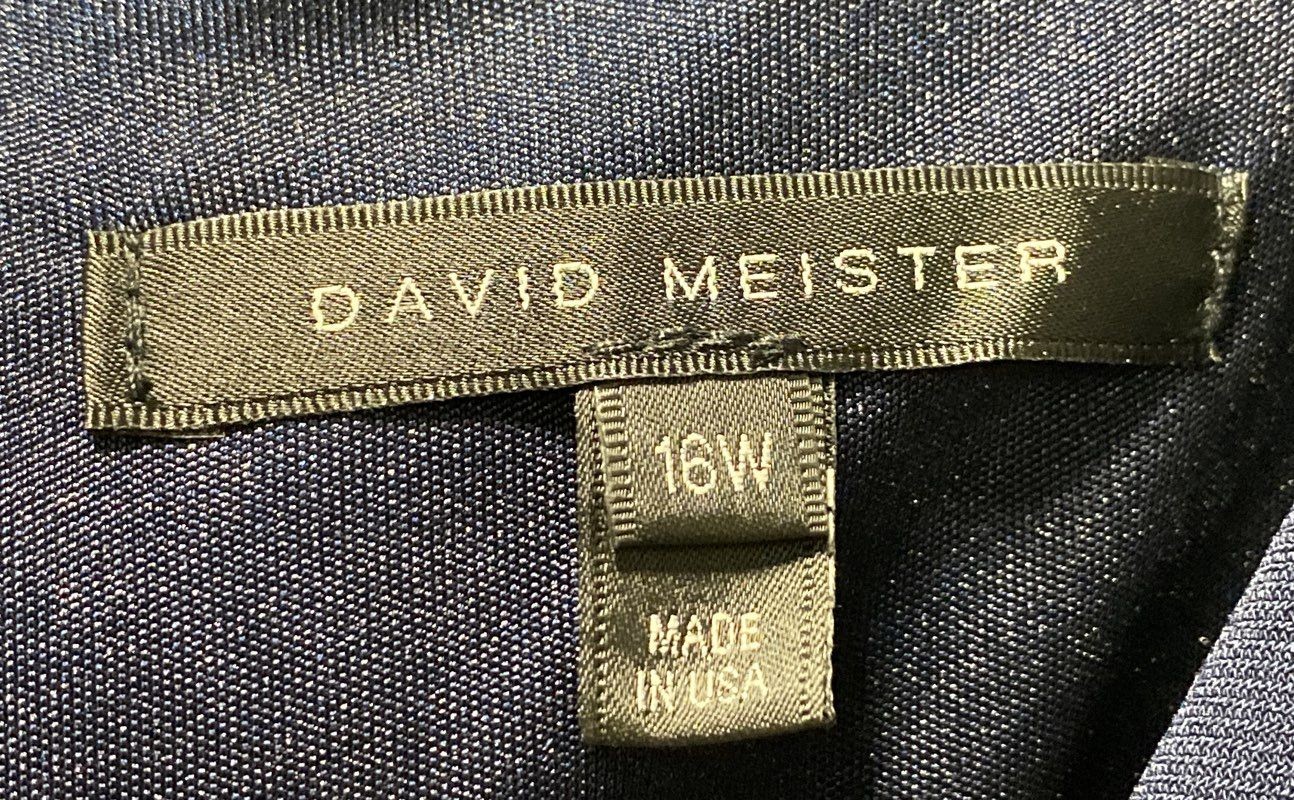 DAVID MEISTER
16W
MADE
IN USA